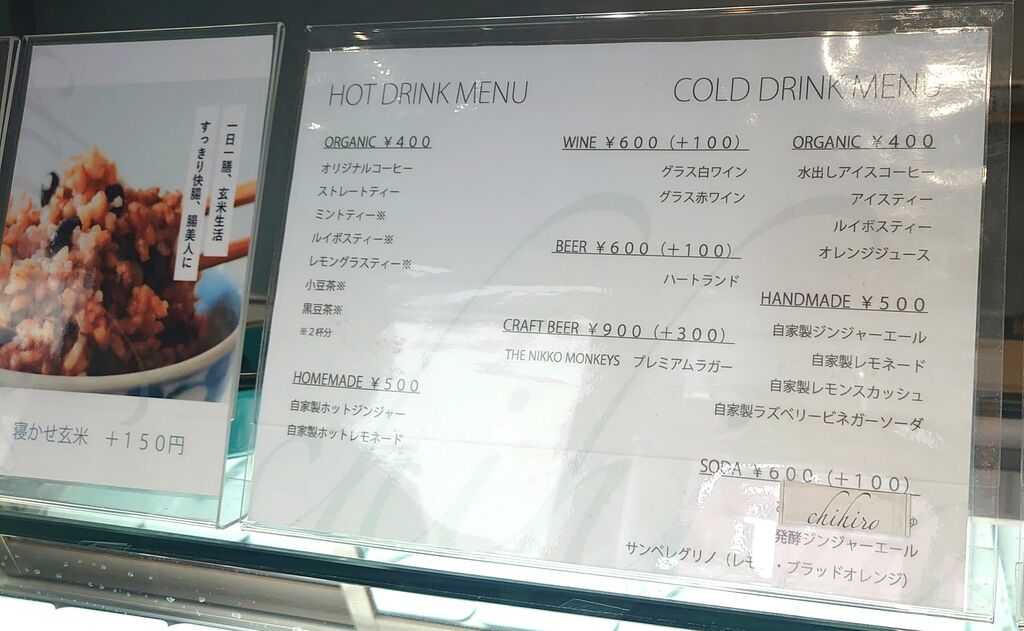 一日一膳、玄米生活
すっきり快腸、腸美人に
寝かせ玄米 +150円
HOT DRINK MENU
ORGANIC ¥400
オリジナルコーヒー
ストレートティー
ミントティー※
ルイボスティー※
レモングラスティー※
小豆茶※
黒豆茶※
※2杯分
HOMEMADE ¥500
自家製ホットジンジャー
自家製ホットレモネード
COLD DRINK MENU
WINE ¥600 (+100)
グラス白ワイン
グラス赤ワイン
BEER ¥600 (+100)
ハートランド
CRAFT BEER ¥900 (+300)
THE NIKKO MONKEYS プレミアムラガー
ORGANIC ¥400
水出しアイスコーヒー
アイスティー
ルイボスティー
オレンジジュース
HANDMADE ¥500
自家製ジンジャーエール
自家製レモネード
自家製レモンスカッシュ
自家製ラズベリービネガーソーダ
SODA ¥600 (+100)
chihiro
発酵ジンジャーエール
サンペレグリノ (レモン・ブラッドオレンジ)